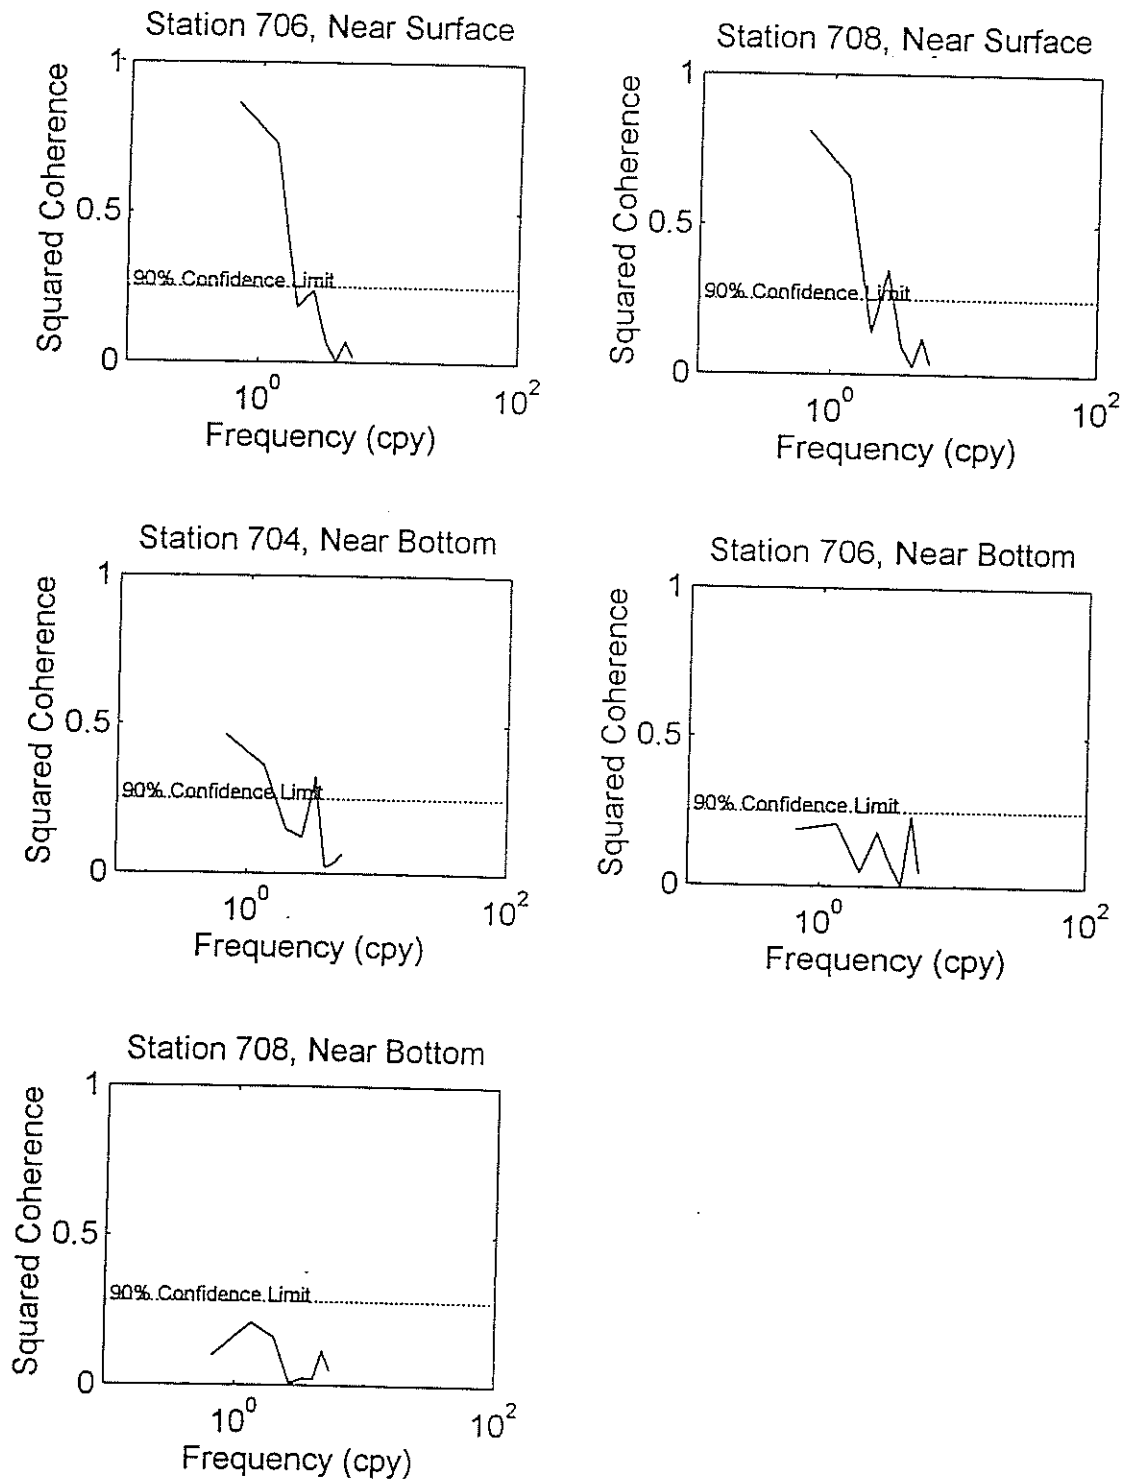 Station 706, Near Surface
1
Squared Coherence
0.5
90% Confidence Limit
0
10^0
10^2
Frequency (cpy)
Station 708, Near Surface
1
Squared Coherence
0.5
90% Confidence Limit
0
10^0
10^2
Frequency (cpy)
Station 704, Near Bottom
1
Squared Coherence
0.5
90% Confidence Limit
0
10^0
10^2
Frequency (cpy)
Station 706, Near Bottom
1
Squared Coherence
0.5
90% Confidence Limit
0
10^0
10^2
Frequency (cpy)
Station 708, Near Bottom
1
Squared Coherence
0.5
90% Confidence Limit
0
10^0
10^2
Frequency (cpy)